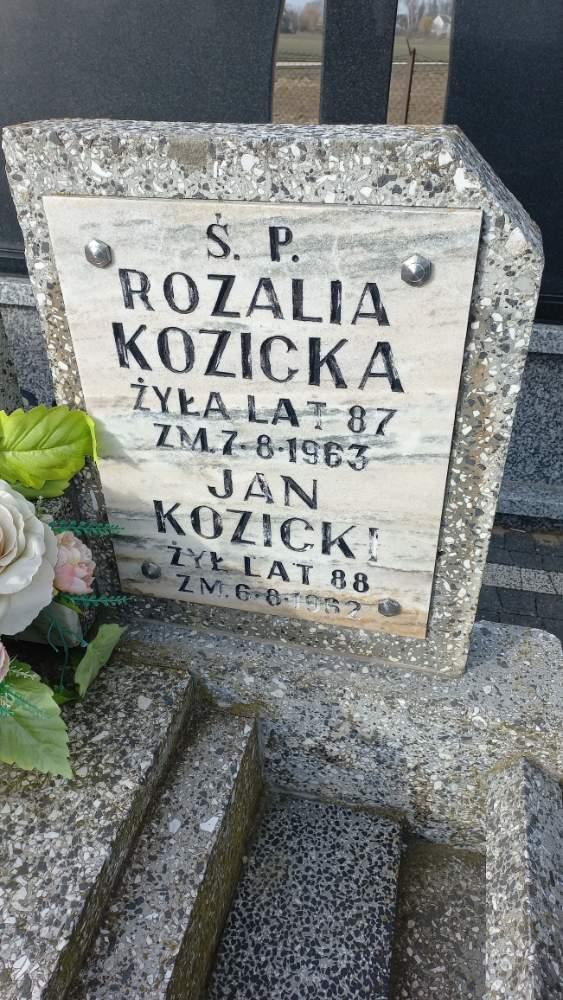 Ś. P.
ROZALIA
KOZICKA
ŻYŁA LAT 87
ZM. 7·8·1963
JAN
KOZICKI
ŻYŁ LAT 88
ZM. 6·8·1962